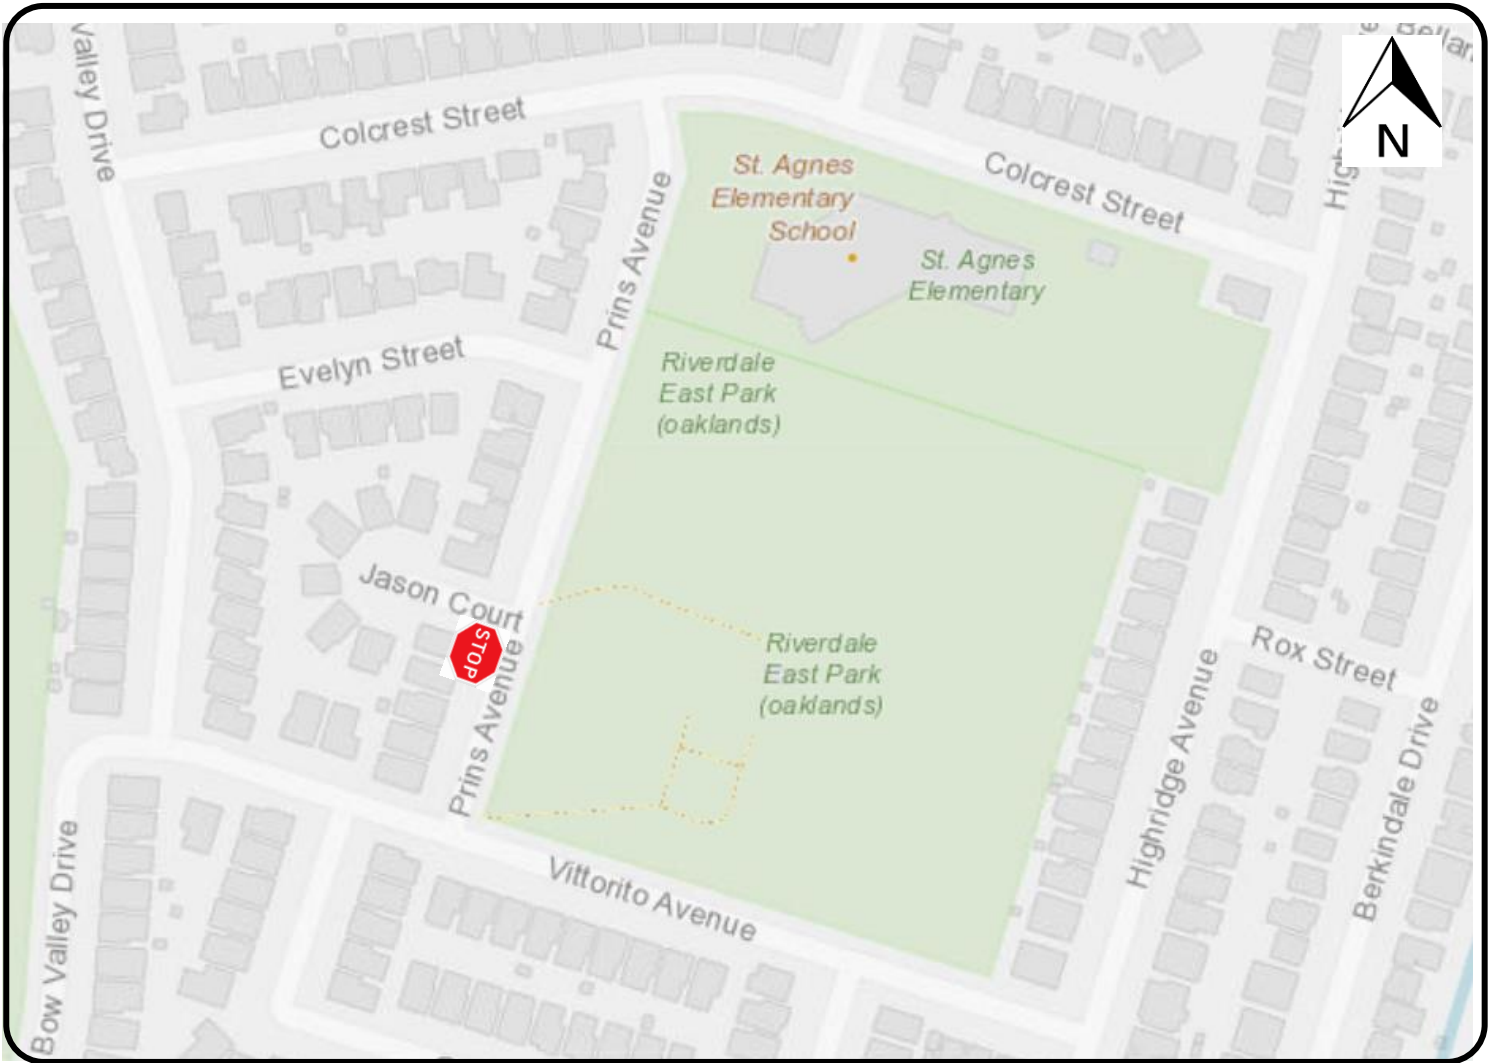 Valley Drive
Colcrest Street
St. Agnes
Elementary
School
St. Agnes
Elementary
Colcrest Street
N
Prins Avenue
Evelyn Street
Riverdale
East Park
(oaklands)
Jason Court
STOP
Prins Avenue
Riverdale
East Park
(oaklands)
Rox Street
Highridge Avenue
Berkindale Drive
Vittorito Avenue
Bow Valley Drive